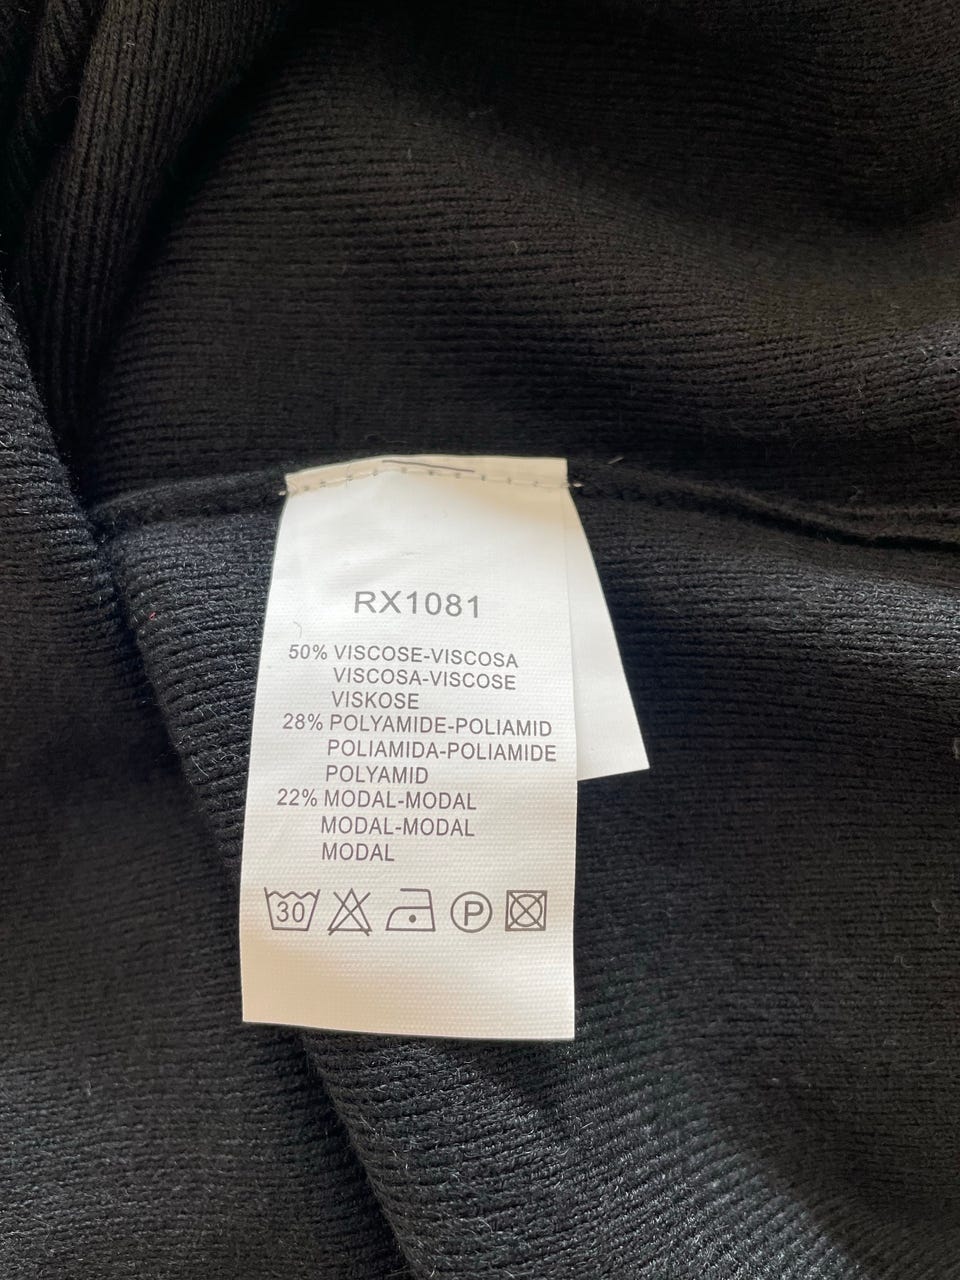 RX1081
50% VISCOSE-VISCOSA
VISCOSA-VISCOSE
VISKOSE
28% POLYAMIDE-POLIAMID
POLIAMIDA-POLIAMIDE
POLYAMID
22% MODAL-MODAL
MODAL-MODAL
MODAL
30 P